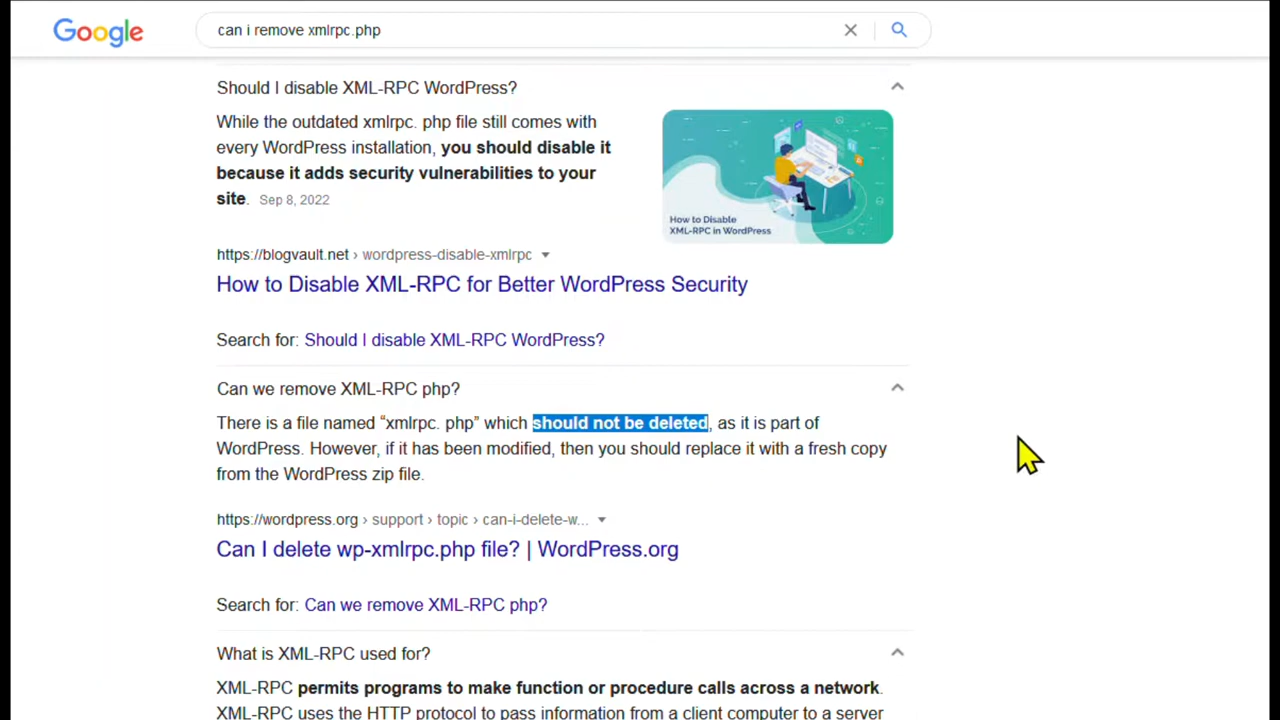 Google
can i remove xmlrpc.php
Should I disable XML-RPC WordPress?
While the outdated xmlrpc. php file still comes with
every WordPress installation, you should disable it
because it adds security vulnerabilities to your
site. Sep 8, 2022
How to Disable
XML-RPC in WordPress
https://blogvault.net › wordpress-disable-xmlrpc
How to Disable XML-RPC for Better WordPress Security
Search for: Should I disable XML-RPC WordPress?
Can we remove XML-RPC php?
There is a file named “xmlrpc. php” which should not be deleted, as it is part of
WordPress. However, if it has been modified, then you should replace it with a fresh copy
from the WordPress zip file.
https://wordpress.org › support › topic › can-i-delete-w...
Can I delete wp-xmlrpc.php file? | WordPress.org
Search for: Can we remove XML-RPC php?
What is XML-RPC used for?
XML-RPC permits programs to make function or procedure calls across a network.
XML-RPC uses the HTTP protocol to pass information from a client computer to a server